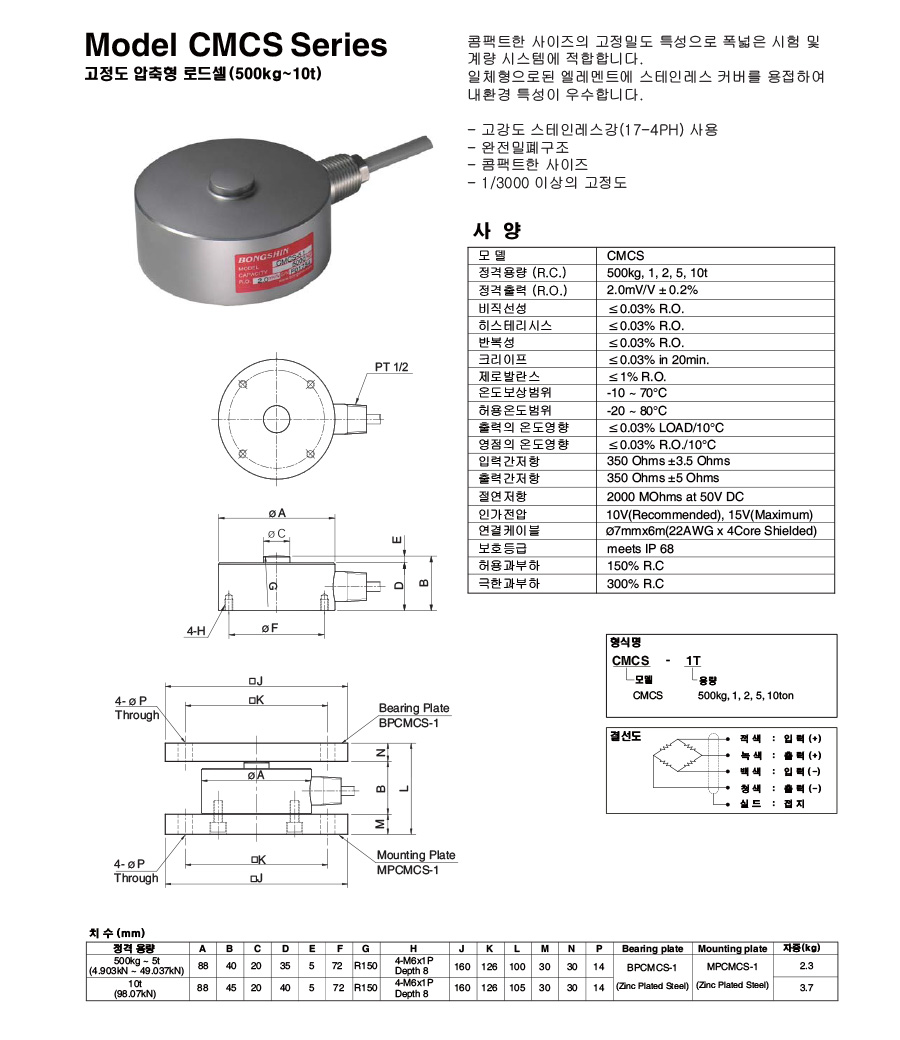 Model CMCS Series
고정도 압축형 로드셀(500kg~10t)
콤팩트한 사이즈의 고정밀도 특성으로 폭넓은 시험 및
계량 시스템에 적합합니다.
일체형으로된 엘레멘트에 스테인레스 커버를 용접하여
내환경 특성이 우수합니다.
- 고강도 스테인레스강(17-4PH) 사용
- 완전밀폐구조
- 콤팩트한 사이즈
- 1/3000 이상의 고정도
BONGSHIN
MODEL
CAPACITY
R.O.
사 양
모 델 CMCS
정격용량 (R.C.) 500kg, 1, 2, 5, 10t
정격출력 (R.O.) 2.0mV/V ± 0.2%
비직선성 ≤0.03% R.O.
히스테리시스 ≤0.03% R.O.
반복성 ≤0.03% R.O.
크리이프 ≤0.03% in 20min.
제로발란스 ≤1% R.O.
온도보상범위 -10 ~ 70°C
허용온도범위 -20 ~ 80°C
출력의 온도영향 ≤0.03% LOAD/10°C
영점의 온도영향 ≤0.03% R.O./10°C
입력간저항 350 Ohms ±3.5 Ohms
출력간저항 350 Ohms ±5 Ohms
절연저항 2000 MOhms at 50V DC
인가전압 10V(Recommended), 15V(Maximum)
연결케이블 Ø7mmx6m(22AWG x 4Core Shielded)
보호등급 meets IP 68
허용과부하 150% R.C
극한과부하 300% R.C
PT 1/2
øA
øC
E
G
D
B
4-H
øF
□J
□K
4- øP
Through
Bearing Plate
BPCMCS-1
N
øA
B
L
M
Mounting Plate
MPCMCS-1
4- øP
Through
□K
□J
형식명
CMCS - 1T
모델 용량
CMCS 500kg, 1, 2, 5, 10ton
결선도
적색 : 입력(+)
녹색 : 출력(+)
백색 : 입력(-)
청색 : 출력(-)
실드 : 접지
치 수 (mm)
정격 용량 A B C D E F G H J K L M N P Bearing plate Mounting plate 자중(kg)
500kg ~ 5t
(4.903kN ~ 49.037kN) 88 40 20 35 5 72 R150 4-M6x1P Depth 8 160 126 100 30 30 14 BPCMCS-1 MPCMCS-1 2.3
10t
(98.07kN) 88 45 20 40 5 72 R150 4-M6x1P Depth 8 160 126 105 30 30 14 (Zinc Plated Steel) (Zinc Plated Steel) 3.7